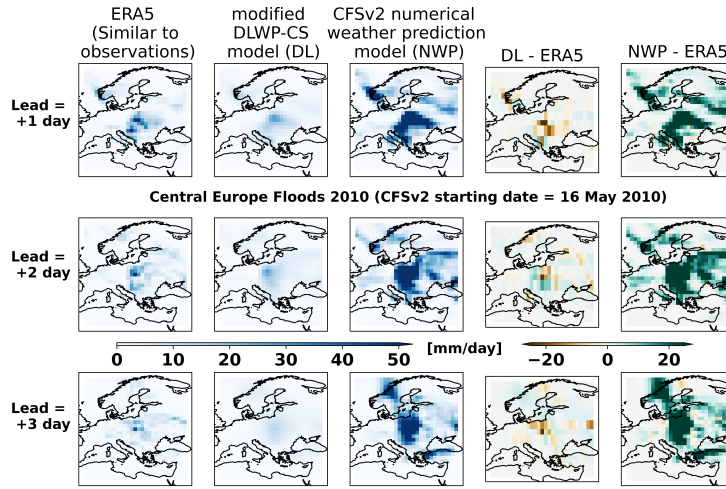 ERA5
(Similar to
observations)
modified
DLWP-CS
model (DL)
CFSv2 numerical
weather prediction
model (NWP)
DL - ERA5
NWP - ERA5
Lead =
+1 day
Central Europe Floods 2010 (CFSv2 starting date = 16 May 2010)
Lead =
+2 day
0 10 20 30 40 50 [mm/day] −20 0 20
Lead =
+3 day